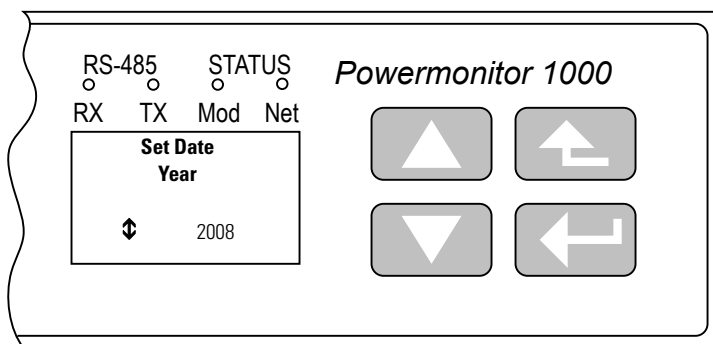 RS-485 STATUS
Powermonitor 1000
RX TX Mod Net
Set Date
Year
2008